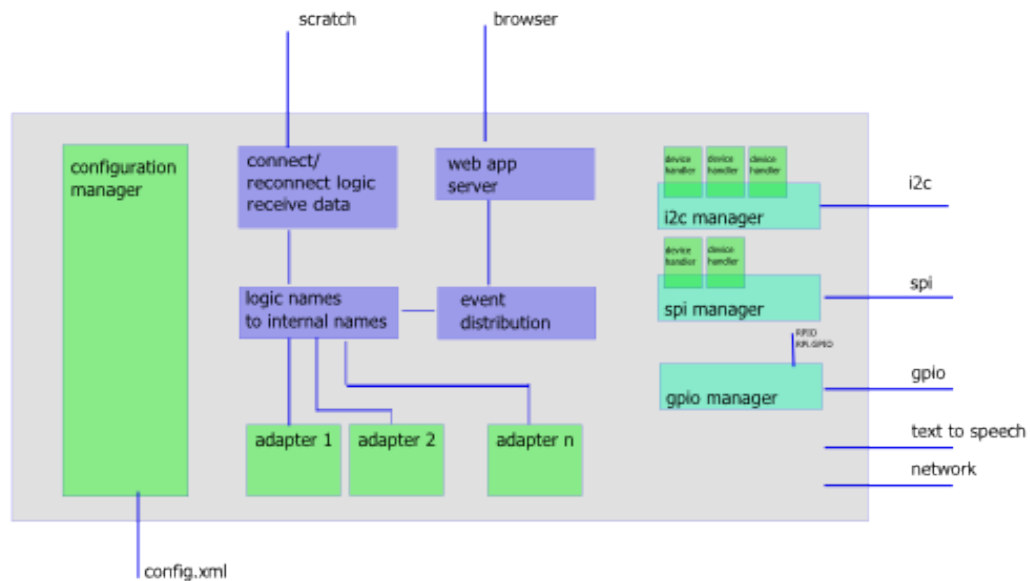 scratch
browser
configuration
manager
connect/
reconnect logic
receive data
web app
server
device
handler
device
handler
device
handler
i2c manager
i2c
device
handler
device
handler
spi manager
spi
logic names
to internal names
event
distribution
RPIO
RPi.GPIO
gpio manager
gpio
adapter 1
adapter 2
adapter n
text to speech
network
config.xml